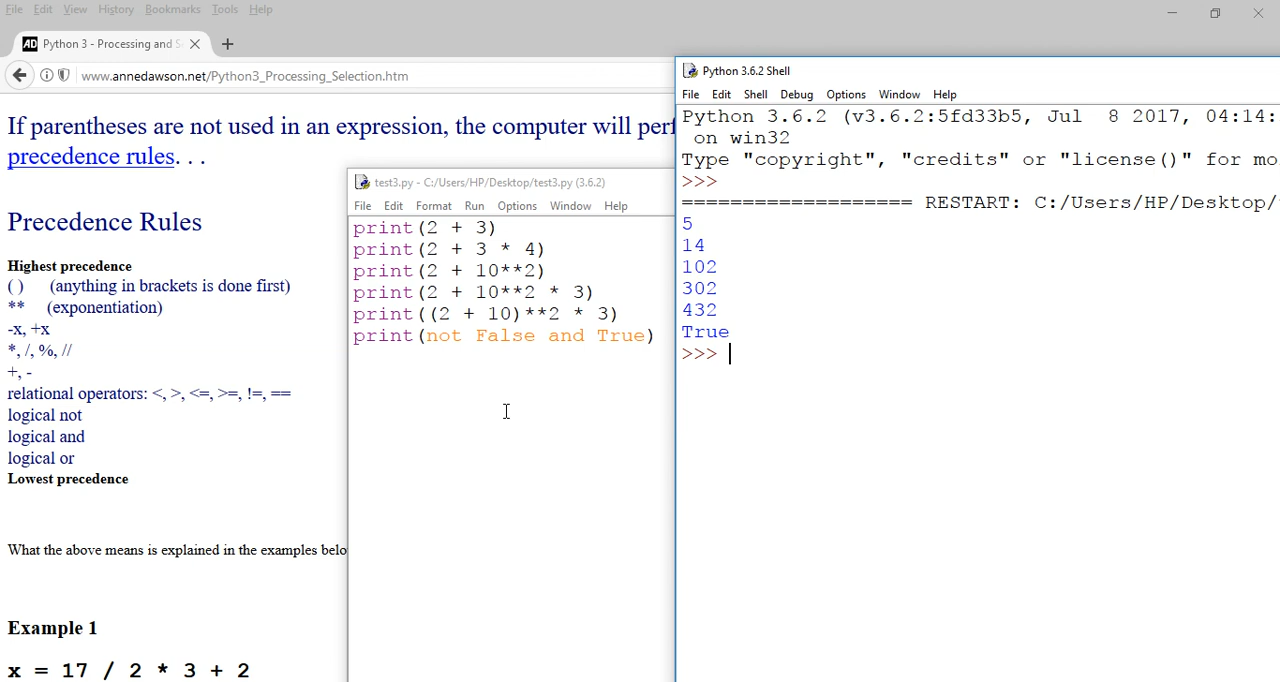 File Edit View History Bookmarks Tools Help
AD Python 3 - Processing and S
www.annedawson.net/Python3_Processing_Selection.htm
If parentheses are not used in an expression, the computer will
precedence rules. . .
Precedence Rules
Highest precedence
( ) (anything in brackets is done first)
** (exponentiation)
-x, +x
*, /, %, //
+, -
relational operators: <, >, <=, >=, !=, ==
logical not
logical and
logical or
Lowest precedence
What the above means is explained in the examples
Example 1
x = 17 / 2 * 3 + 2
test3.py - C:/Users/HP/Desktop/test3.py (3.6.2)
File Edit Format Run Options Window Help
print(2 + 3)
print(2 + 3 * 4)
print(2 + 10**2)
print(2 + 10**2 * 3)
print((2 + 10)**2 * 3)
print(not False and True)
Python 3.6.2 Shell
File Edit Shell Debug Options Window Help
Python 3.6.2 (v3.6.2:5fd33b5, Jul 8 2017, 04:14:
on win32
Type "copyright", "credits" or "license()" for
>>>
=================== RESTART: C:/Users/HP/Desktop/
5
14
102
302
432
True
>>>